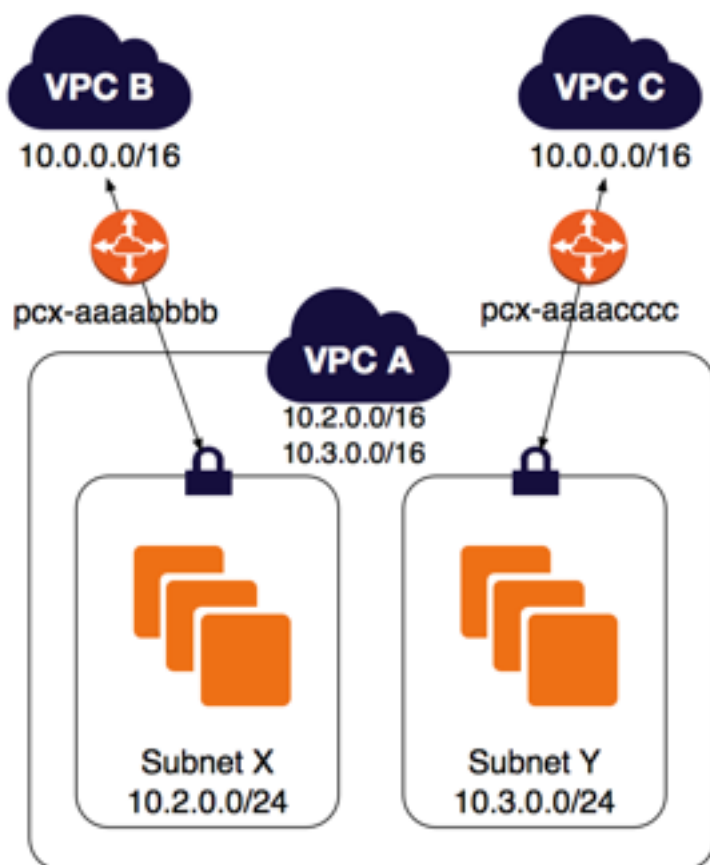 VPC B
10.0.0.0/16
VPC C
10.0.0.0/16
pcx-aaaabbbb
pcx-aaaacccc
VPC A
10.2.0.0/16
10.3.0.0/16
Subnet X
10.2.0.0/24
Subnet Y
10.3.0.0/24